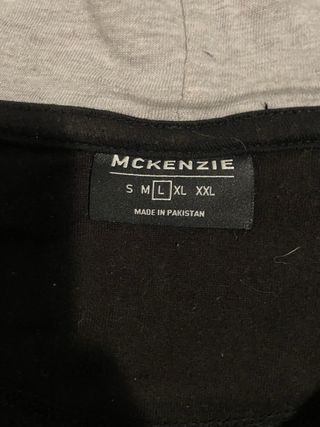 MCKENZIE
S M L XL XXL
MADE IN PAKISTAN